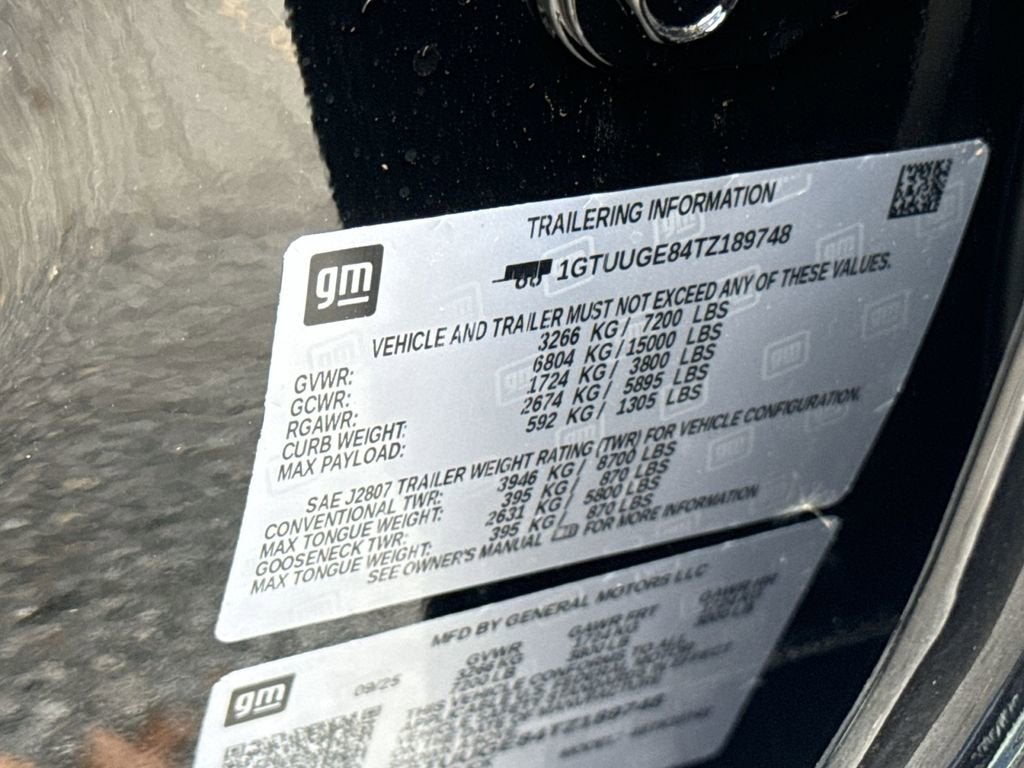 TRAILERING INFORMATION
gm
1GTUUGE84TZ189748
VEHICLE AND TRAILER MUST NOT EXCEED ANY OF THESE VALUES.
GVWR: 3266 KG/ 7200 LBS
GCWR: 6804 KG/15000 LBS
RGAWR: 1724 KG/ 3800 LBS
CURB WEIGHT: 2674 KG/ 5895 LBS
MAX PAYLOAD: 592 KG/ 1305 LBS
SAE J2807 TRAILER WEIGHT RATING (TWR) FOR VEHICLE CONFIGURATION.
CONVENTIONAL TWR: 3946 KG/ 8700 LBS
MAX TONGUE WEIGHT: 395 KG/ 870 LBS
GOOSENECK TWR: 2631 KG/ 5800 LBS
MAX TONGUE WEIGHT: 395 KG/ 870 LBS
SEE OWNER'S MANUAL FOR MORE INFORMATION
MFD BY GENERAL MOTORS LLC
gm
09/25
GVWR GAWR FRT GAWR RR